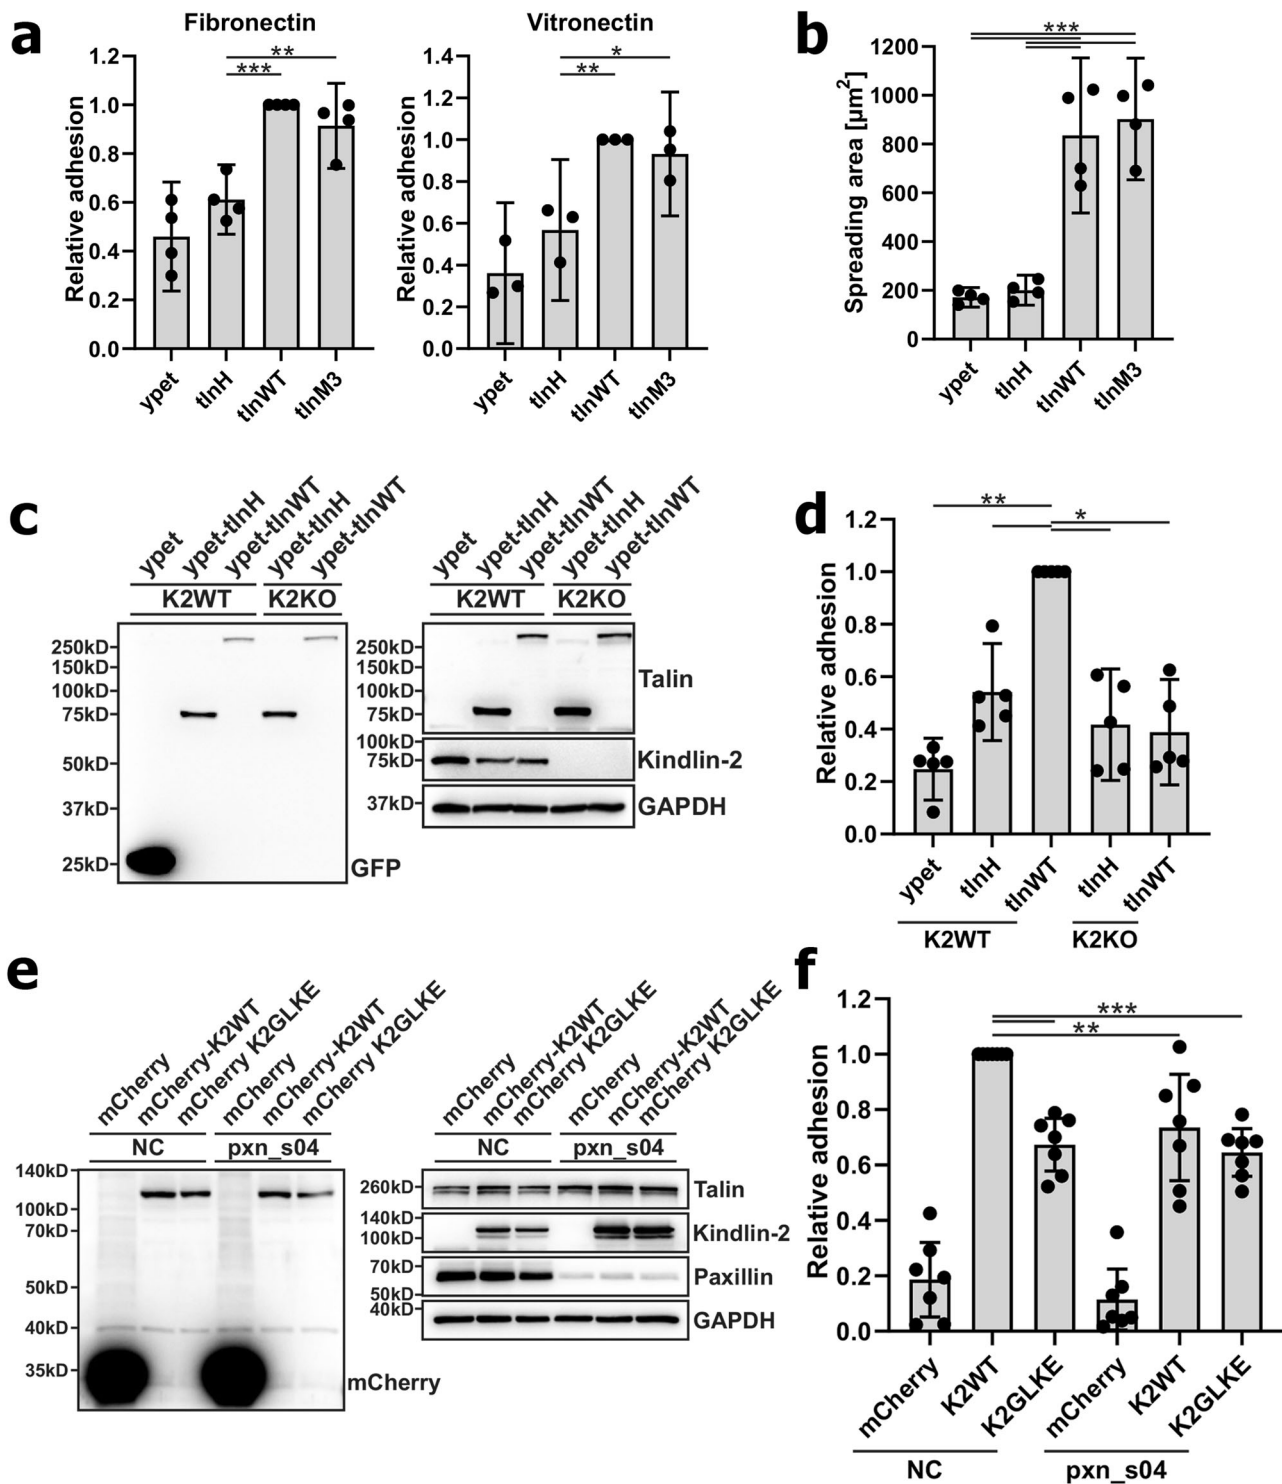 a
Fibronectin
Relative adhesion
1.2
1.0
0.8
0.6
0.4
0.2
0.0
**
***
ypet
tlnH
tlnWT
tlnM3
Vitronectin
Relative adhesion
1.4
1.2
1.0
0.8
0.6
0.4
0.2
0.0
*
**
ypet
tlnH
tlnWT
tlnM3
b
Spreading area [µm²]
1200
1000
800
600
400
200
0
***
ypet
tlnH
tlnWT
tlnM3
c
ypet
ypet-tlnH
ypet-tlnWT
ypet-tlnH
ypet-tlnWT
K2WT
K2KO
250kD
150kD
100kD
75kD
50kD
37kD
25kD
GFP
ypet
ypet-tlnH
ypet-tlnWT
ypet-tlnH
ypet-tlnWT
K2WT
K2KO
250kD
150kD
100kD
75kD
Talin
100kD
75kD
Kindlin-2
37kD
GAPDH
d
Relative adhesion
1.2
1.0
0.8
0.6
0.4
0.2
0.0
**
*
ypet
tlnH
tlnWT
tlnH
tlnWT
K2WT
K2KO
e
mCherry
mCherry-K2WT
mCherry K2GLKE
mCherry
mCherry-K2WT
mCherry K2GLKE
NC
pxn_s04
140kD
100kD
70kD
50kD
40kD
35kD
mCherry
mCherry
mCherry-K2WT
mCherry K2GLKE
mCherry
mCherry-K2WT
mCherry K2GLKE
NC
pxn_s04
260kD
Talin
140kD
100kD
Kindlin-2
70kD
50kD
Paxillin
40kD
GAPDH
f
Relative adhesion
1.2
1.0
0.8
0.6
0.4
0.2
0.0
***
**
mCherry
K2WT
K2GLKE
mCherry
K2WT
K2GLKE
NC
pxn_s04